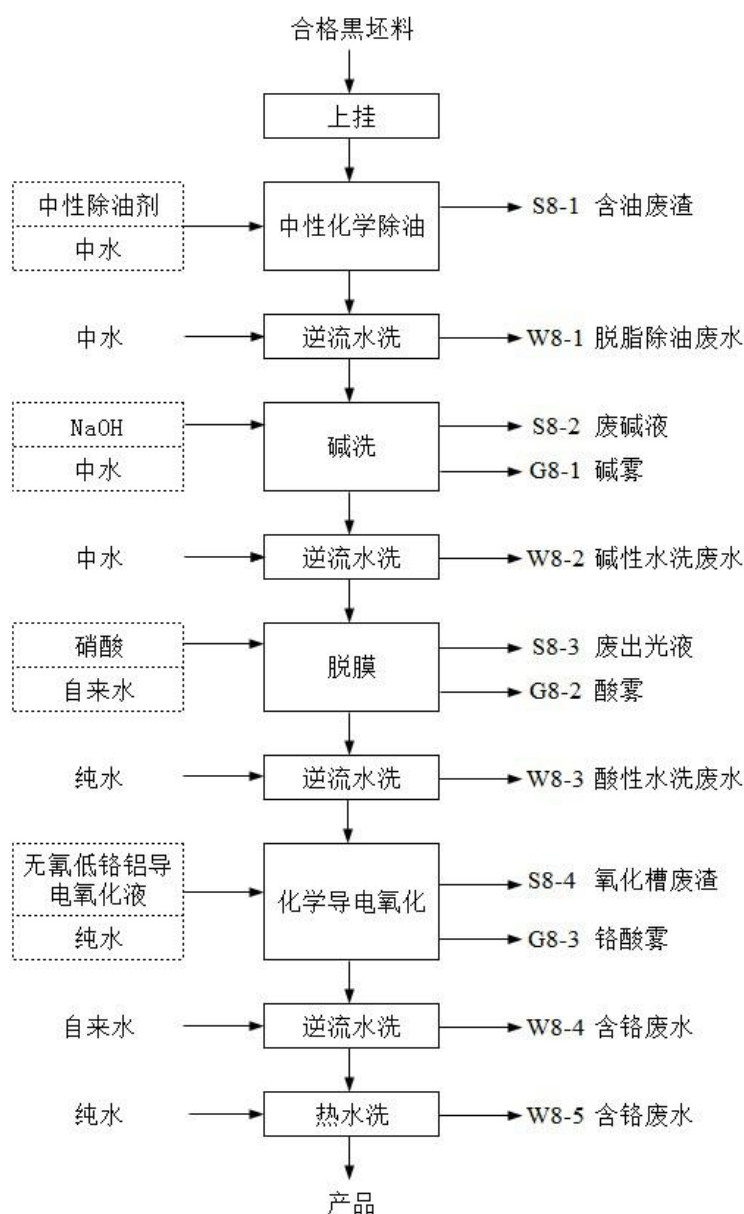 合格黑坯料
上挂
中性除油剂
中水
中性化学除油
S8-1 含油废渣
中水
逆流水洗
W8-1 脱脂除油废水
NaOH
中水
碱洗
S8-2 废碱液
G8-1 碱雾
中水
逆流水洗
W8-2 碱性水洗废水
硝酸
自来水
脱膜
S8-3 废出光液
G8-2 酸雾
纯水
逆流水洗
W8-3 酸性水洗废水
无氰低铬铝导
电氧化液
纯水
化学导电氧化
S8-4 氧化槽废渣
G8-3 铬酸雾
自来水
逆流水洗
W8-4 含铬废水
纯水
热水洗
W8-5 含铬废水
产品